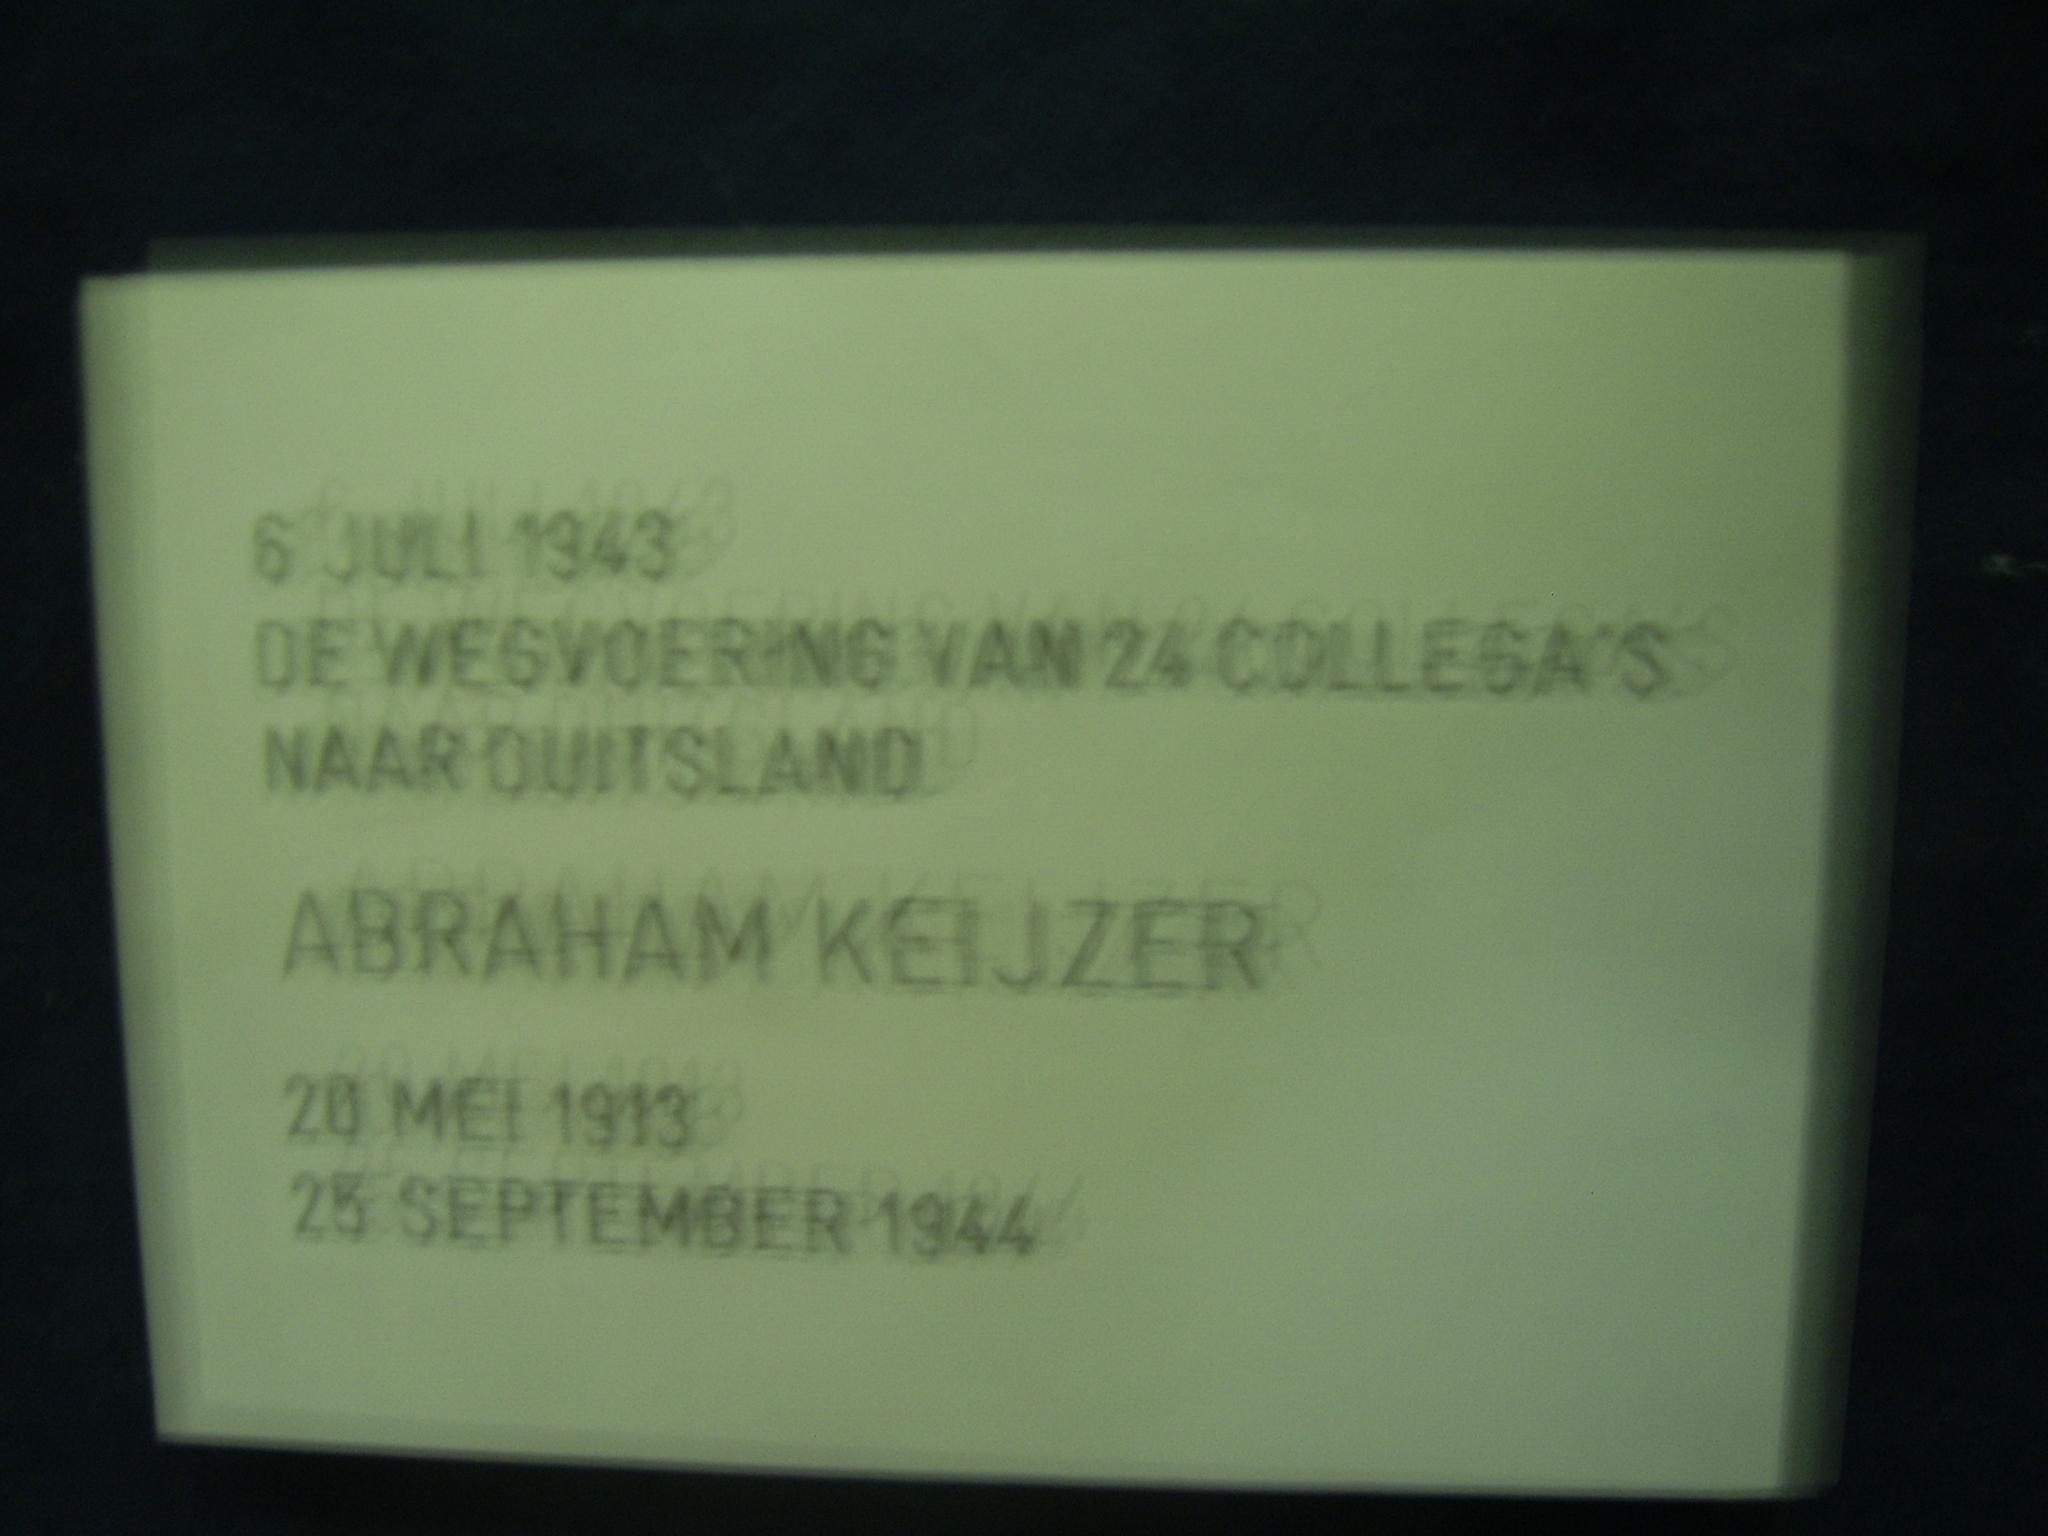 6 JULI 1943
DE WEGVOERING VAN 24 COLLEGA'S
NAAR DUITSLAND
ABRAHAM KEIJZER
20 MEI 1913
25 SEPTEMBER 1944